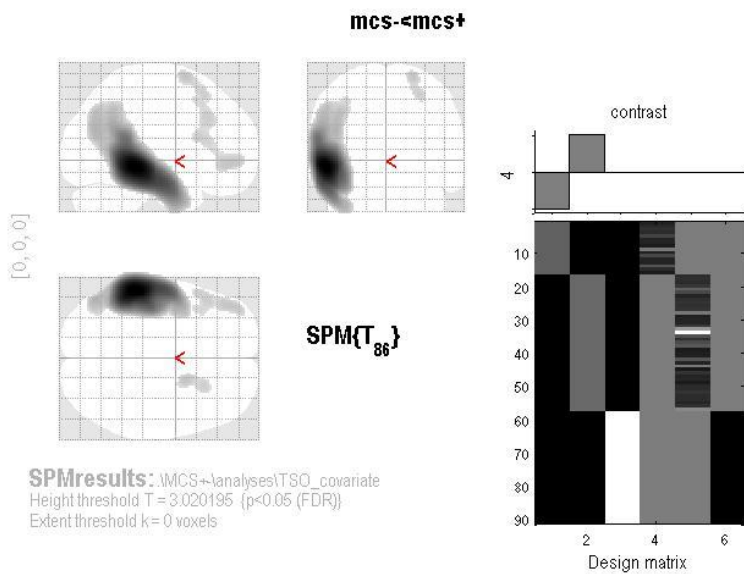 mcs-<mcs+
[0, 0, 0]
SPM{T86}
contrast
4
10
20
30
40
50
60
70
80
90
2 4 6
Design matrix
SPMresults: .\MCS+-\analyses\TSO_covariate
Height threshold T = 3.020195 {p<0.05 (FDR)}
Extent threshold k = 0 voxels